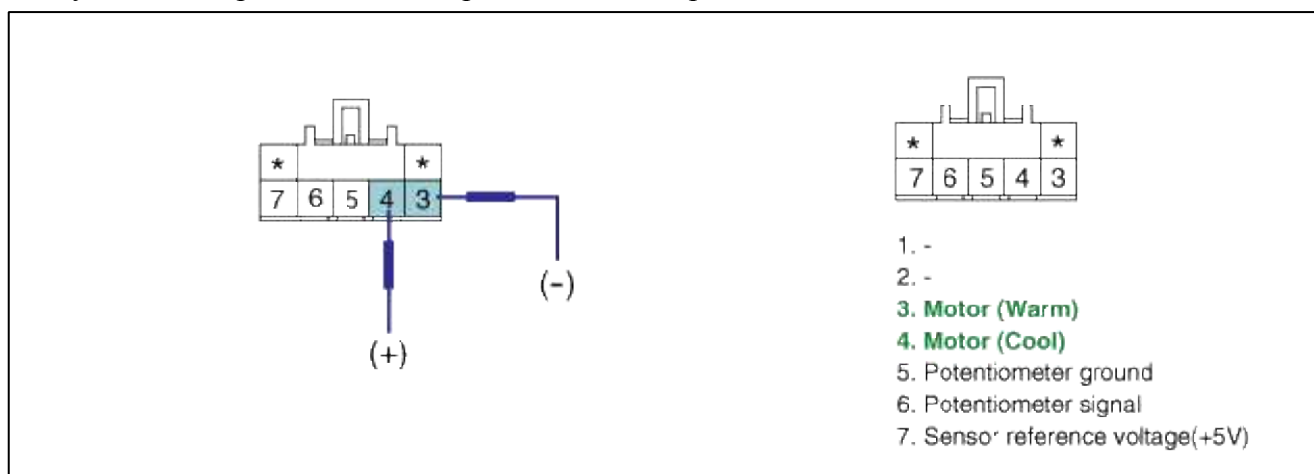 * *
7 6 5 4 3
(-)
(+)
* *
7 6 5 4 3
1. -
2. -
3. Motor (Warm)
4. Motor (Cool)
5. Potentiometer ground
6. Potentiometer signal
7. Sensor reference voltage(+5V)